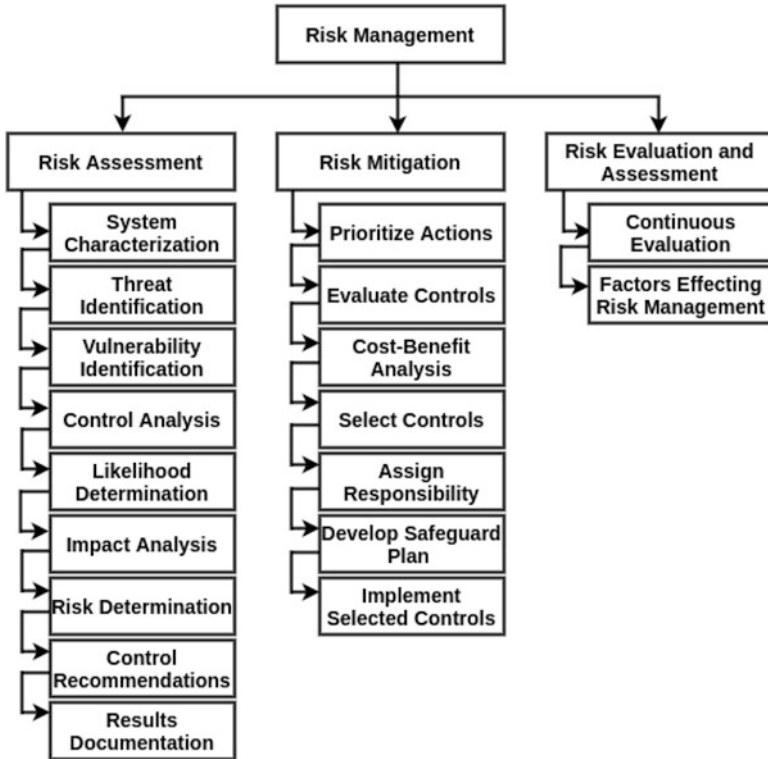 Risk Management
Risk Assessment
System
Characterization
Threat
Identification
Vulnerability
Identification
Control Analysis
Likelihood
Determination
Impact Analysis
Risk Determination
Control
Recommendations
Results
Documentation
Risk Mitigation
Prioritize Actions
Evaluate Controls
Cost-Benefit
Analysis
Select Controls
Assign
Responsibility
Develop Safeguard
Plan
Implement
Selected Controls
Risk Evaluation and
Assessment
Continuous
Evaluation
Factors Effecting
Risk Management